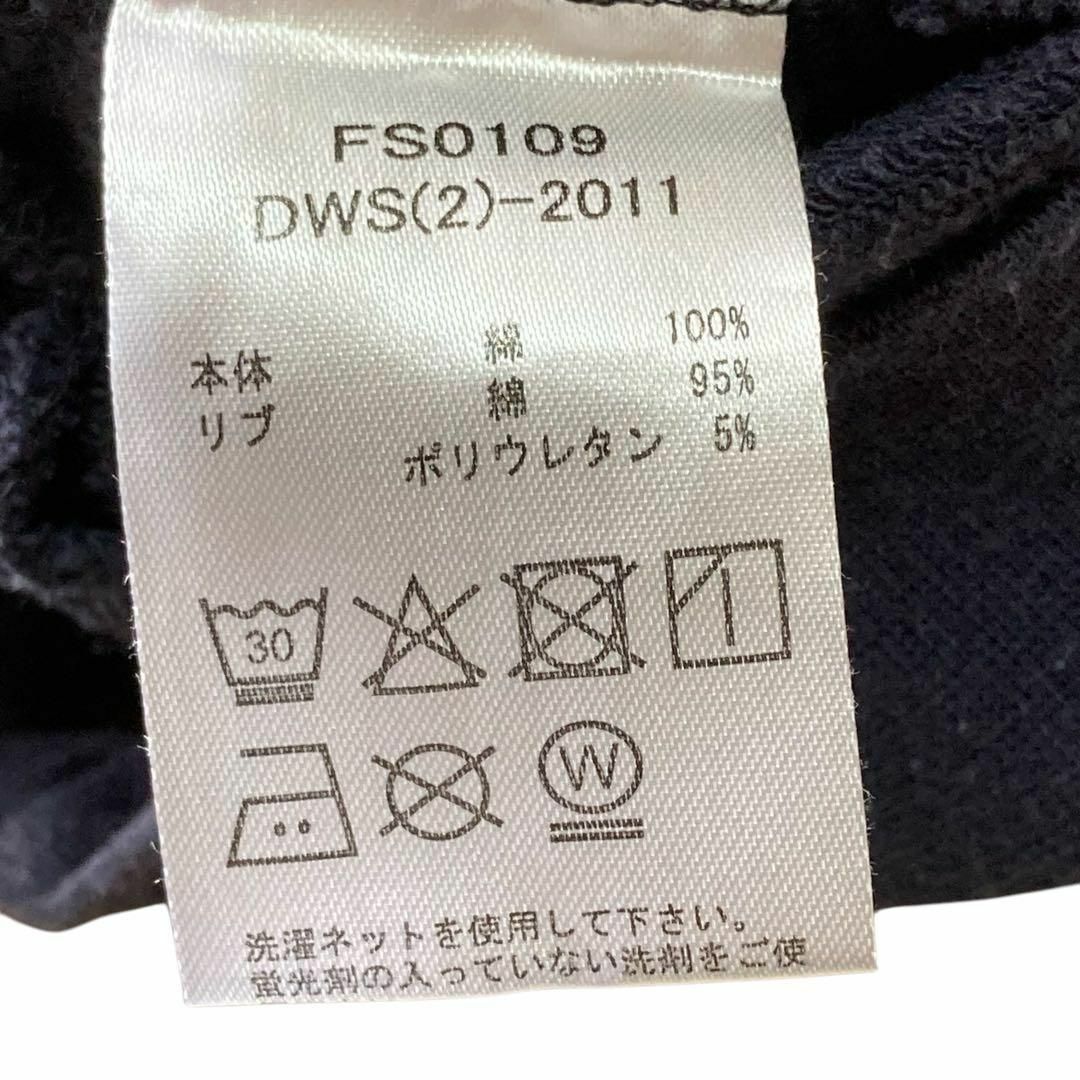 FS0109
DWS(2)-2011
本体 綿 100%
リブ 綿 95%
ポリウレタン 5%
30
W
洗濯ネットを使用して下さい。
蛍光剤の入っていない洗剤をご使